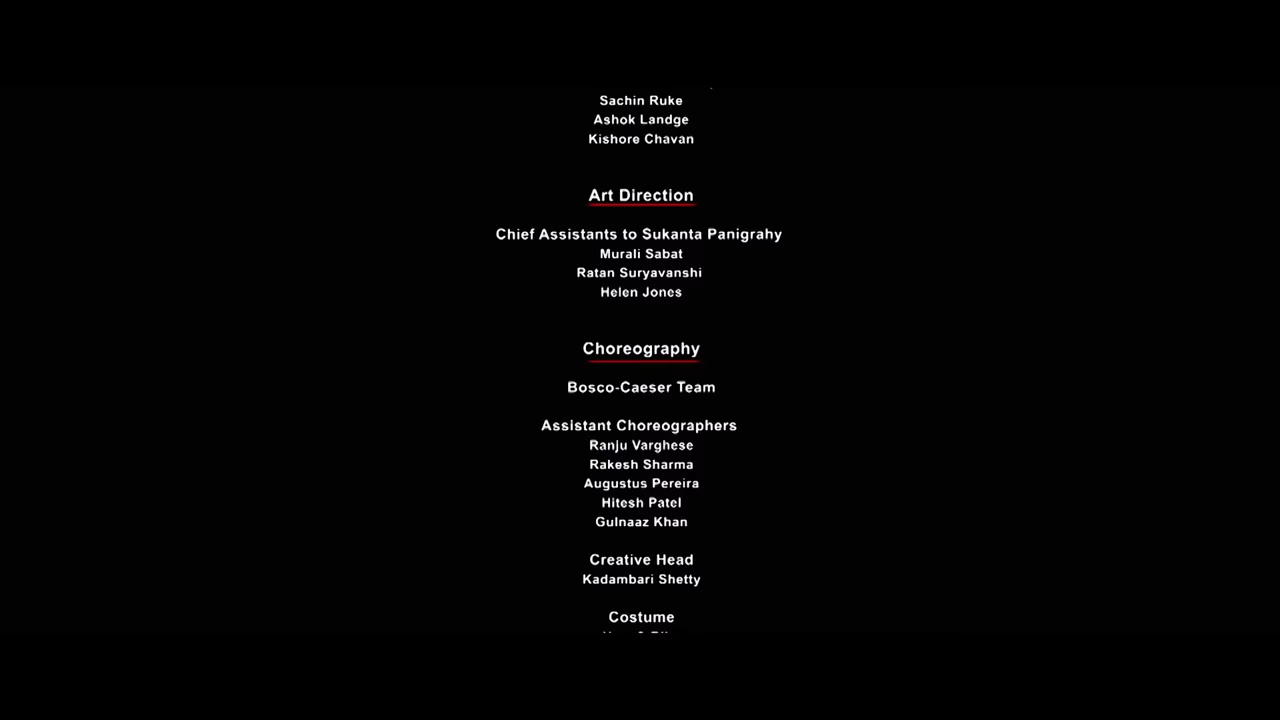 Sachin Ruke
Ashok Landge
Kishore Chavan
Art Direction
Chief Assistants to Sukanta Panigrahy
Murali Sabat
Ratan Suryavanshi
Helen Jones
Choreography
Bosco-Caeser Team
Assistant Choreographers
Ranju Varghese
Rakesh Sharma
Augustus Pereira
Hitesh Patel
Gulnaaz Khan
Creative Head
Kadambari Shetty
Costume